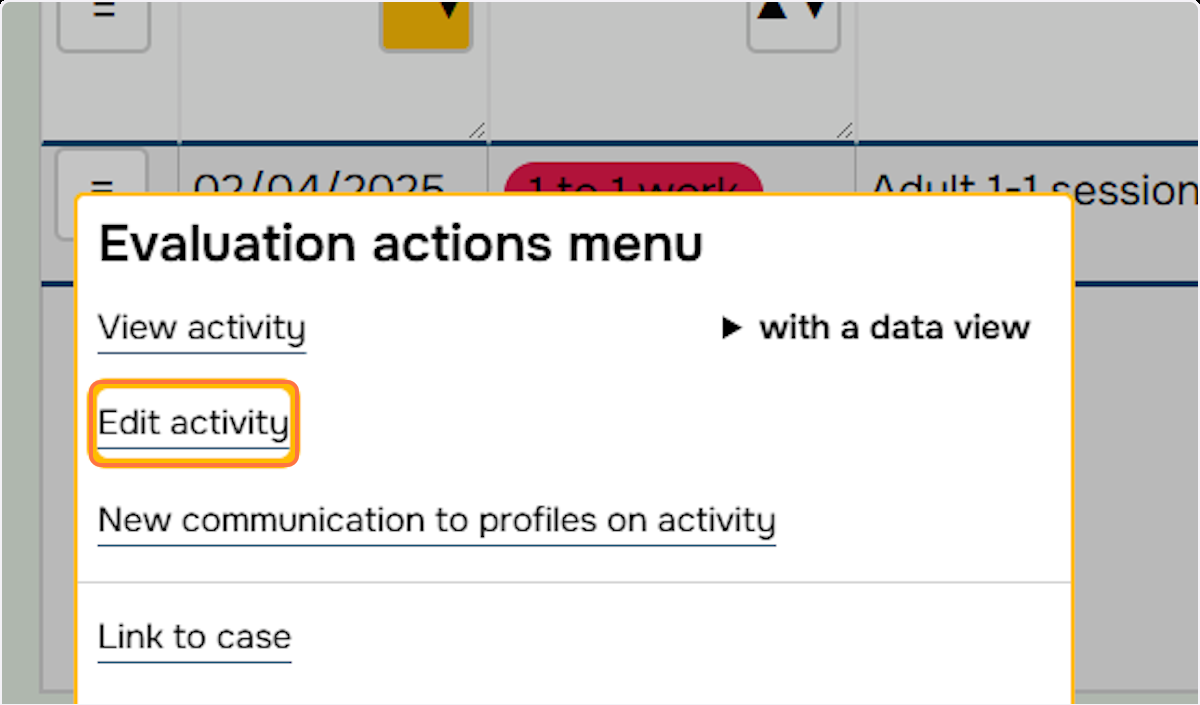 02/04/2025 1 to 1 work Adult 1-1 session
Evaluation actions menu
View activity ▶ with a data view
Edit activity
New communication to profiles on activity
Link to case